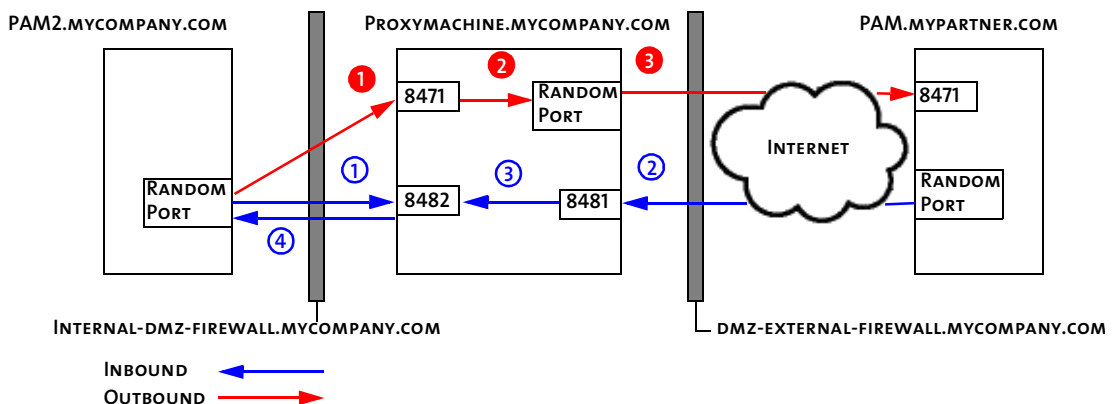 PAM2.MYCOMPANY.COM
PROXYMACHINE.MYCOMPANY.COM
PAM.MYPARTNER.COM
1
2
3
8471
RANDOM
PORT
8471
INTERNET
RANDOM
PORT
1
8482
3
8481
2
RANDOM
PORT
4
INTERNAL-DMZ-FIREWALL.MYCOMPANY.COM
DMZ-EXTERNAL-FIREWALL.MYCOMPANY.COM
INBOUND
OUTBOUND